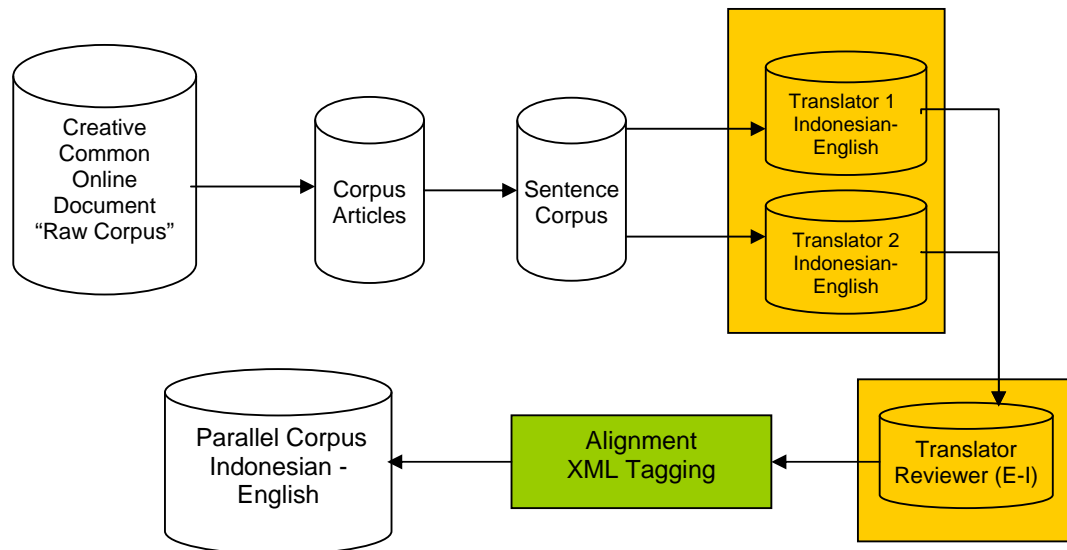 Creative
Common
Online
Document
“Raw Corpus”
Corpus
Articles
Sentence
Corpus
Translator 1
Indonesian-
English
Translator 2
Indonesian-
English
Translator
Reviewer (E-I)
Alignment
XML Tagging
Parallel Corpus
Indonesian -
English